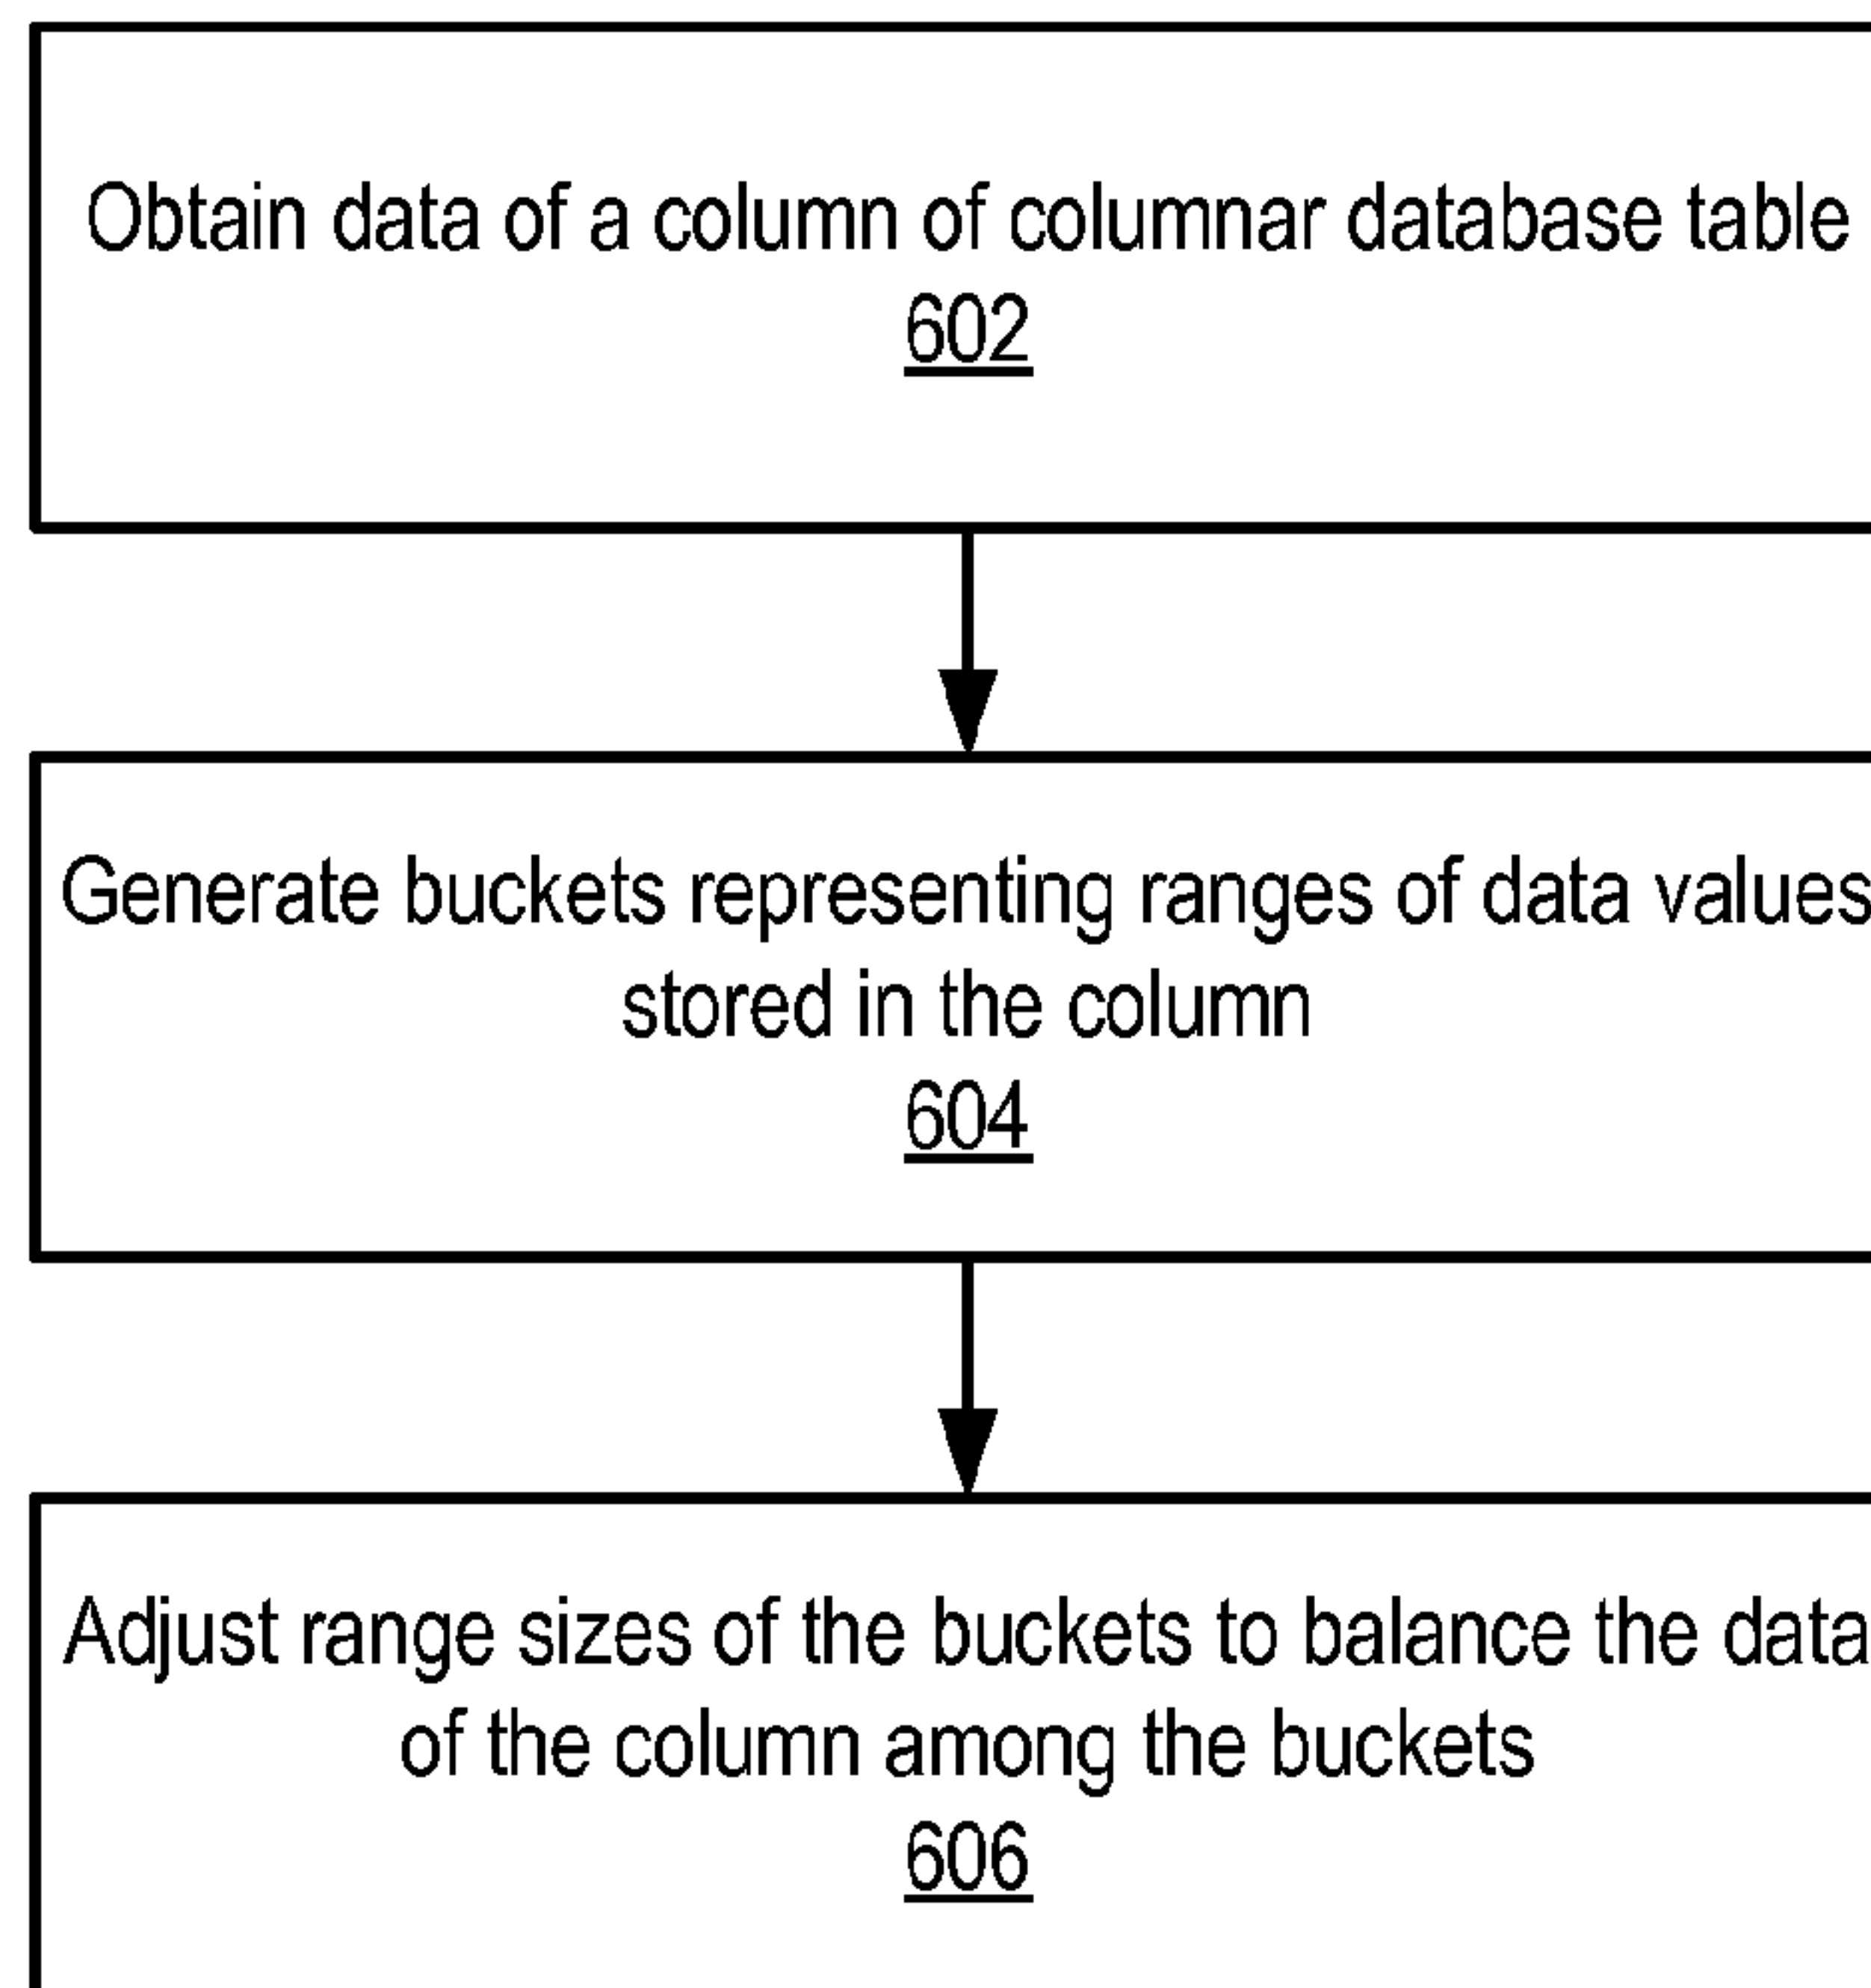 Obtain data of a column of columnar database table
602
Generate buckets representing ranges of data values
stored in the column
604
Adjust range sizes of the buckets to balance the data
of the column among the buckets
606